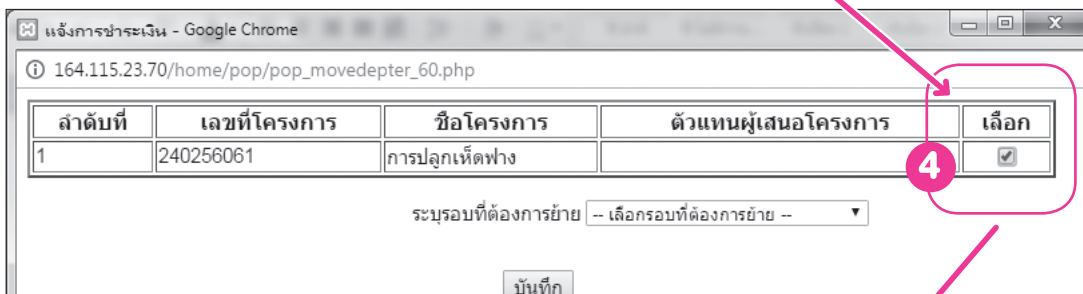 แจ้งการชำระเงิน - Google Chrome
164.115.23.70/home/pop/pop_movedepter_60.php
ลำดับที่ เลขที่โครงการ ชื่อโครงการ ตัวแทนผู้เสนอโครงการ เลือก
1 240256061 การปลูกเห็ดฟาง
4
ระบุรอบที่ต้องการย้าย -- เลือกรอบที่ต้องการย้าย --
บันทึก